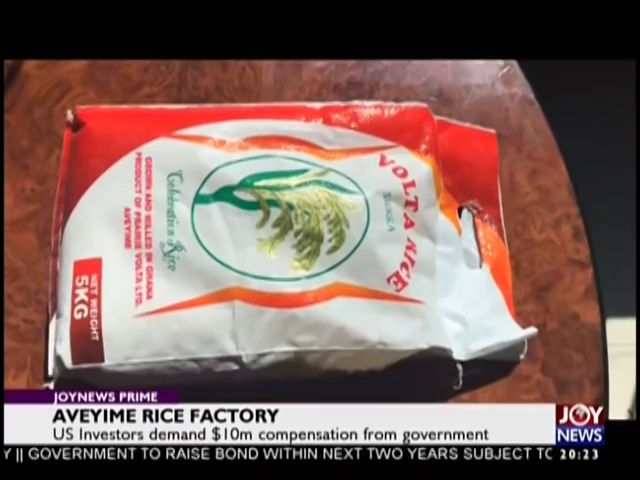 VOLTA RICE
Celebration Rice
GROWN AND MILLED IN GHANA
PRODUCT OF PRAIRIE VOLTA LTD.
AVEYIME
NET WEIGHT
5KG
JOYNEWS PRIME
AVEYIME RICE FACTORY
US Investors demand $10m compensation from government
JOY
NEWS
Y || GOVERNMENT TO RAISE BOND WITHIN NEXT TWO YEARS SUBJECT TO
20:23